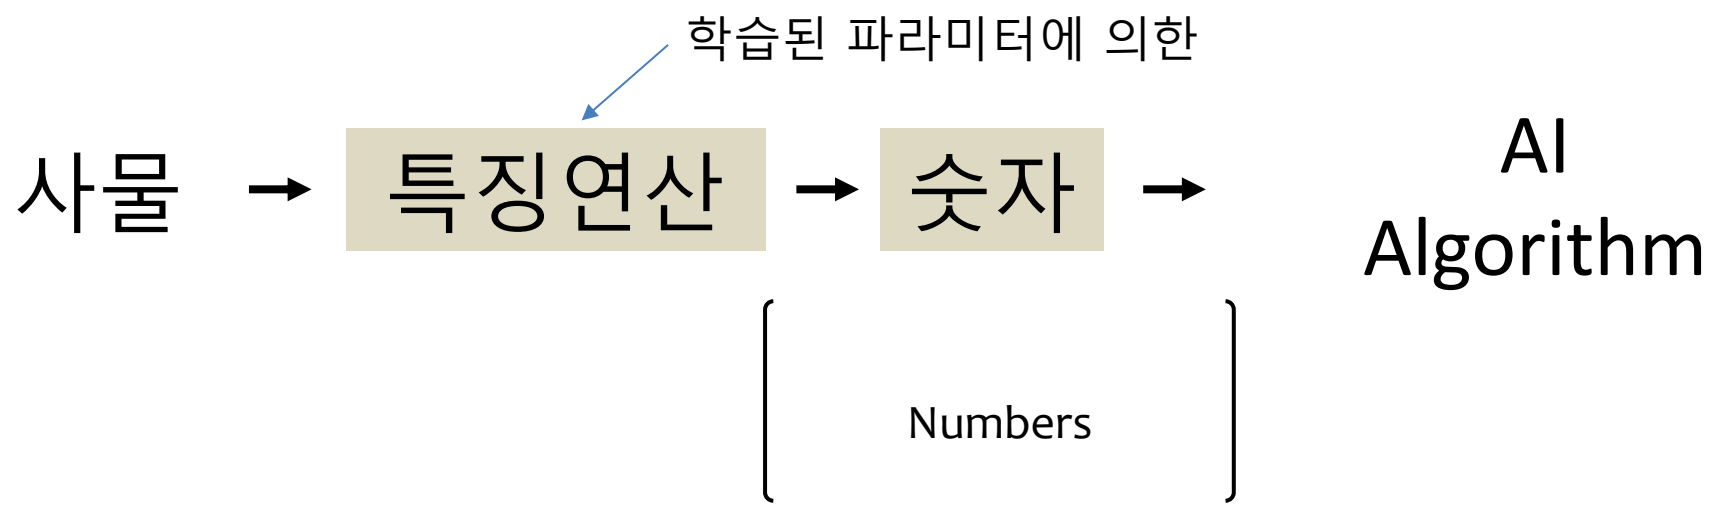 학습된 파라미터에 의한
사물 → 특징연산 → 숫자 → AI
Algorithm
Numbers